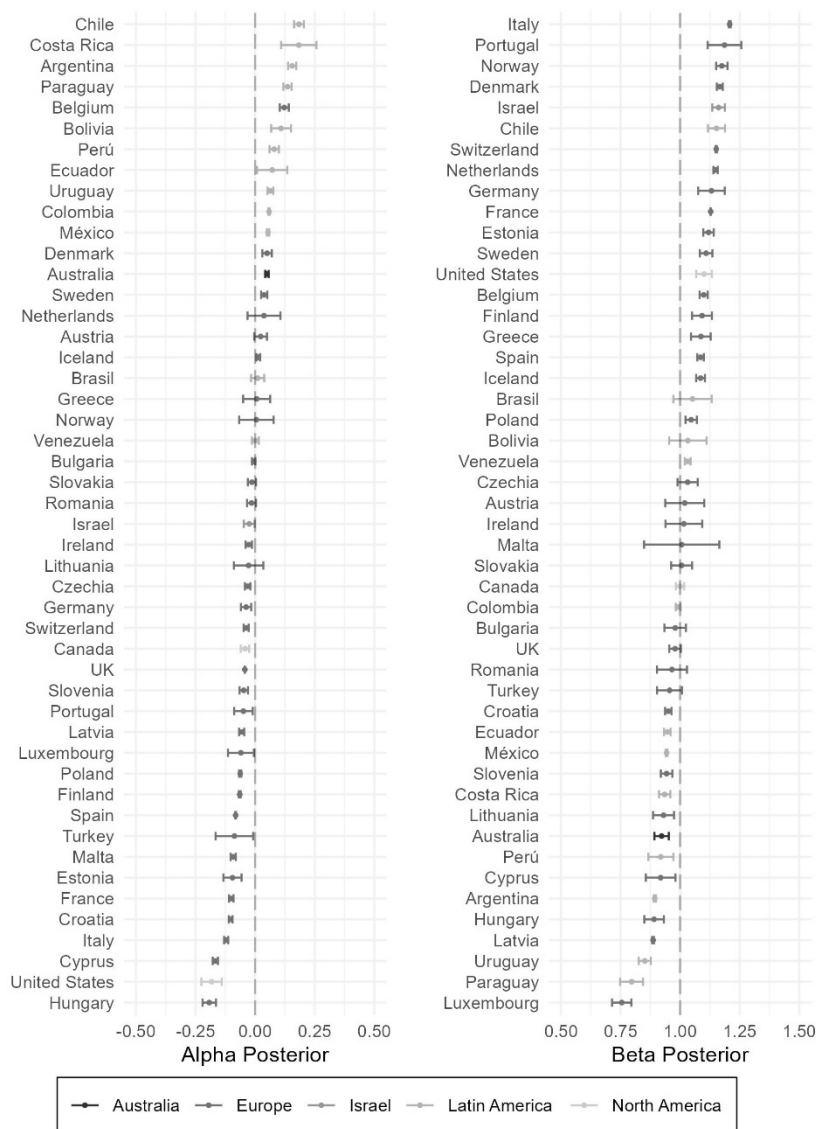 Chile
Costa Rica
Argentina
Paraguay
Belgium
Bolivia
Perú
Ecuador
Uruguay
Colombia
México
Denmark
Australia
Sweden
Netherlands
Austria
Iceland
Brasil
Greece
Norway
Venezuela
Bulgaria
Slovakia
Romania
Israel
Ireland
Lithuania
Czechia
Germany
Switzerland
Canada
UK
Slovenia
Portugal
Latvia
Luxembourg
Poland
Finland
Spain
Turkey
Malta
Estonia
France
Croatia
Italy
Cyprus
United States
Hungary
-0.50 -0.25 0.00 0.25 0.50
Alpha Posterior
Italy
Portugal
Norway
Denmark
Israel
Chile
Switzerland
Netherlands
Germany
France
Estonia
Sweden
United States
Belgium
Finland
Greece
Spain
Iceland
Brasil
Poland
Bolivia
Venezuela
Czechia
Austria
Ireland
Malta
Slovakia
Canada
Colombia
Bulgaria
UK
Romania
Turkey
Croatia
Ecuador
México
Slovenia
Costa Rica
Lithuania
Australia
Perú
Cyprus
Argentina
Hungary
Latvia
Uruguay
Paraguay
Luxembourg
0.50 0.75 1.00 1.25 1.50
Beta Posterior
Australia Europe Israel Latin America North America